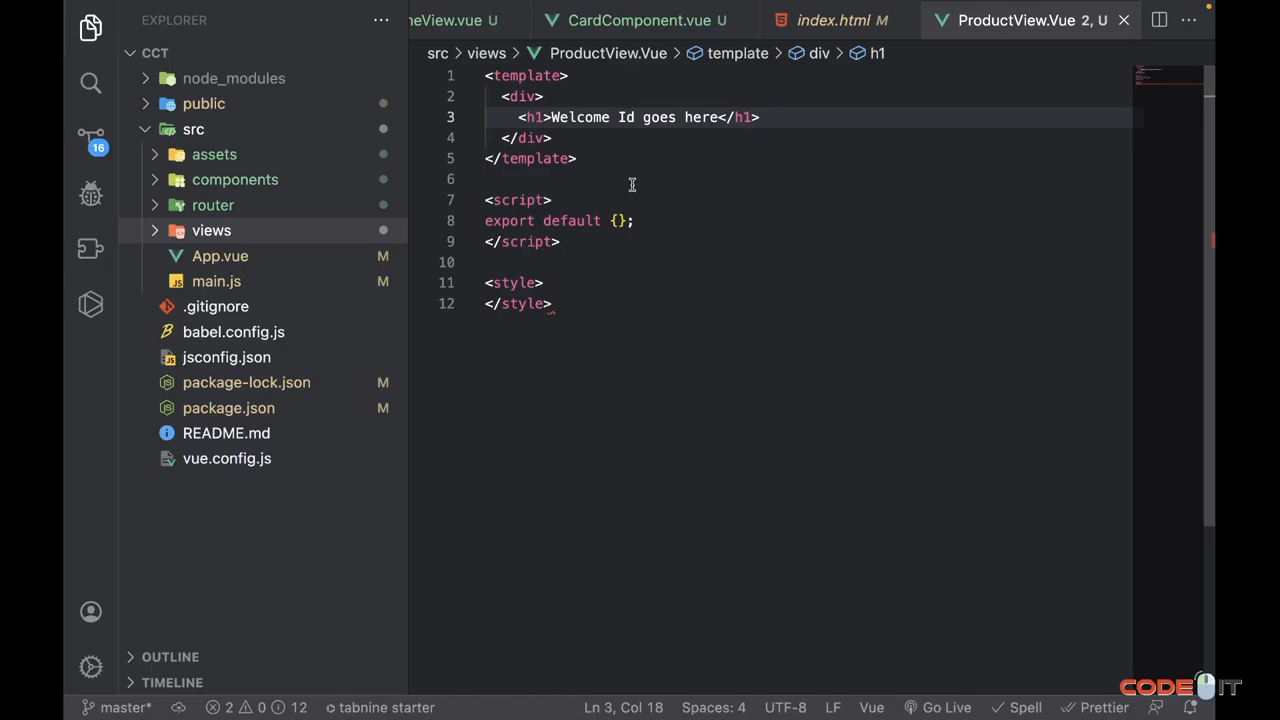 EXPLORER
CCT
node_modules
public
src
assets
components
router
views
App.vue M
main.js M
.gitignore
babel.config.js
jsconfig.json
package-lock.json M
package.json M
README.md
vue.config.js
OUTLINE
TIMELINE
16
meView.vue U
CardComponent.vue U
index.html M
ProductView.Vue 2, U
src > views > ProductView.Vue > template > div > h1
1 <template>
2 <div>
3 <h1>Welcome Id goes here</h1>
4 </div>
5 </template>
6
7 <script>
8 export default {};
9 </script>
10
11 <style>
12 </style>
CODE IT
master* 2 0 12 tabnine starter Ln 3, Col 18 Spaces: 4 UTF-8 LF Vue Go Live Spell Prettier